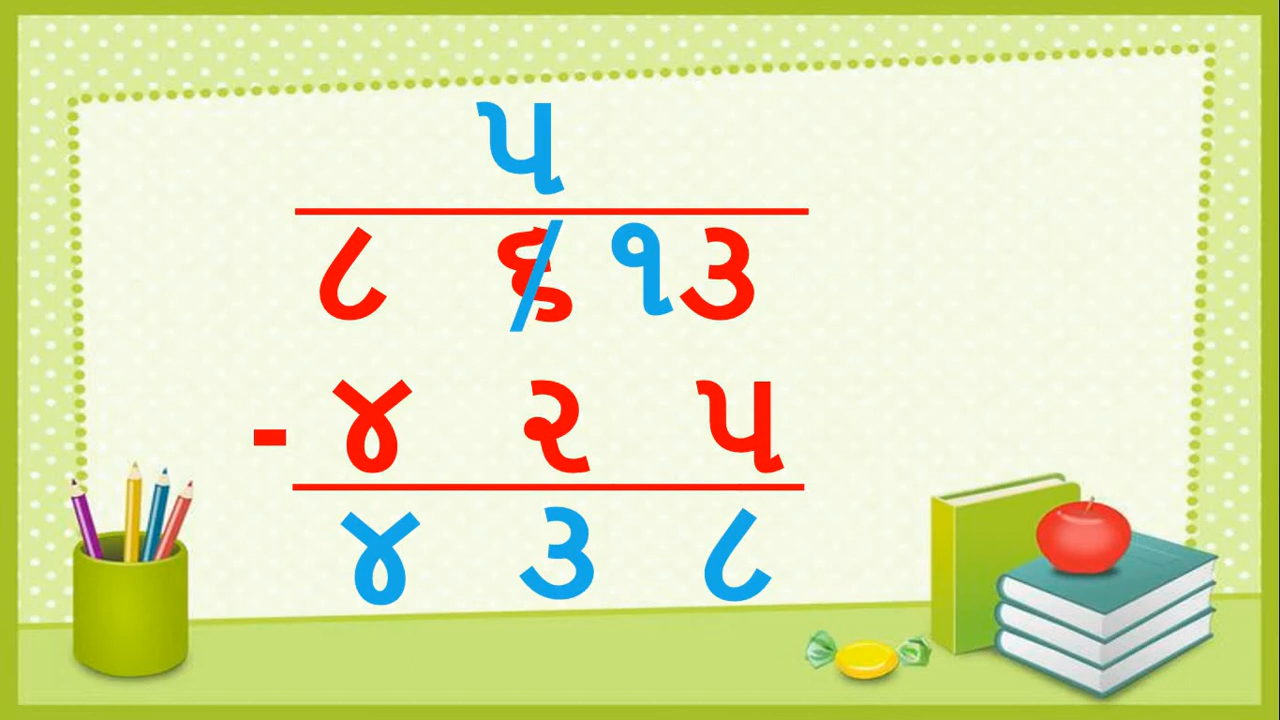 ૫
૮ ૬ ૧૩
- ૪ ૨ ૫
૪ ૩ ૮